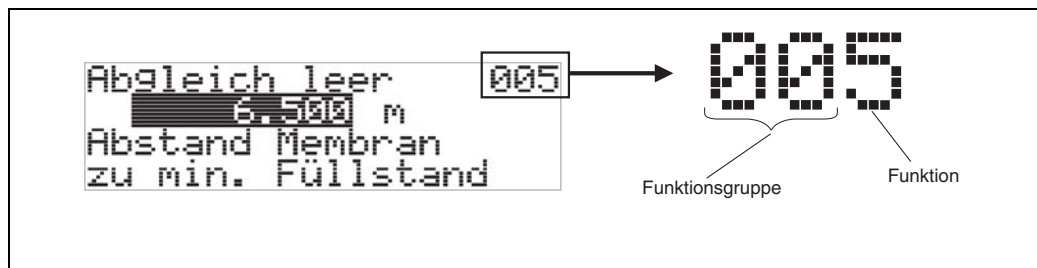 Abgleich leer 005
6.500 m
Abstand Membran
zu min. Füllstand
005
Funktionsgruppe
Funktion